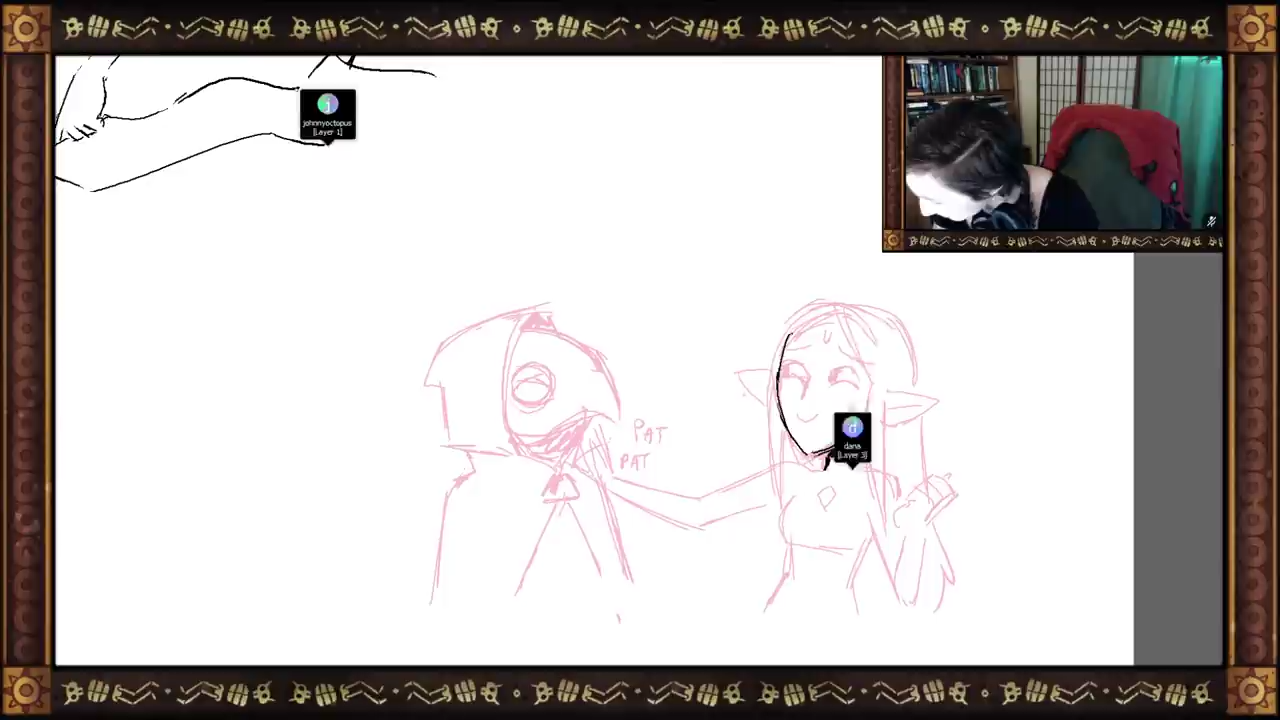 j
johnnyoctopus
[Layer 1]
PAT
PAT
d
dana
[Layer 3]